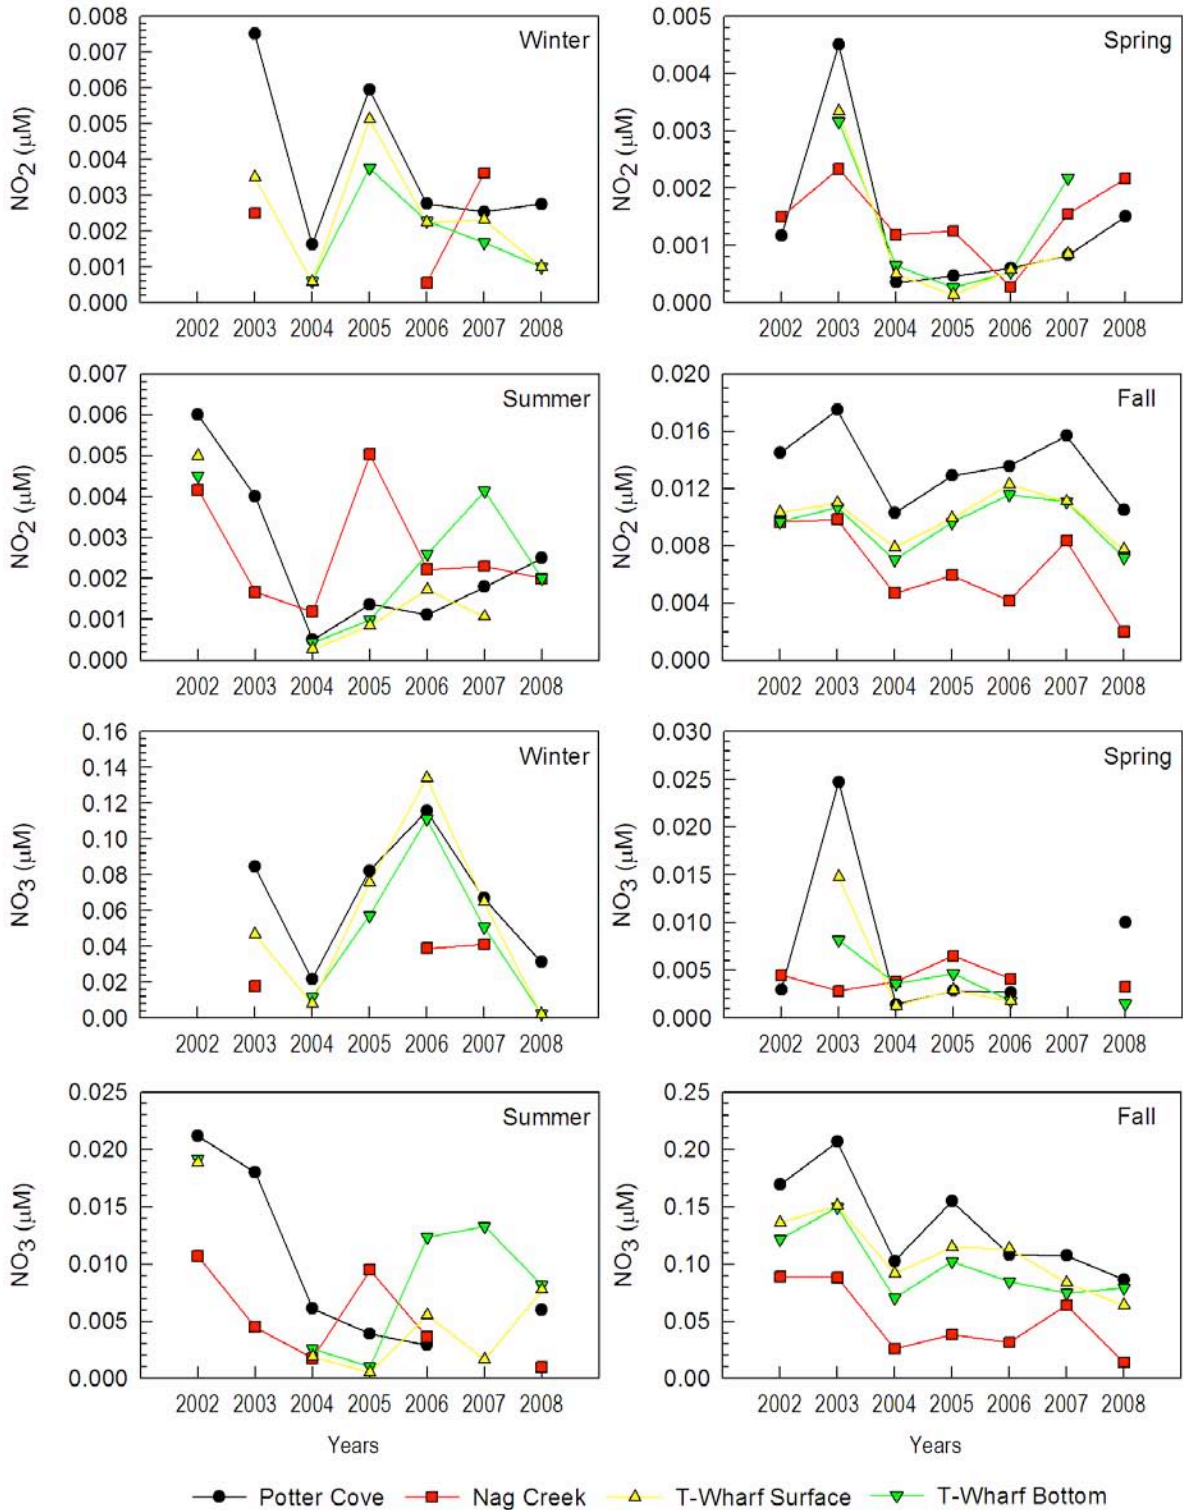 0.008
0.007
0.006
0.005
0.004
0.003
0.002
0.001
0.000
NO2 (μM)
Winter
2002 2003 2004 2005 2006 2007 2008
0.005
0.004
0.003
0.002
0.001
0.000
NO2 (μM)
Spring
2002 2003 2004 2005 2006 2007 2008
0.007
0.006
0.005
0.004
0.003
0.002
0.001
0.000
NO2 (μM)
Summer
2002 2003 2004 2005 2006 2007 2008
0.020
0.016
0.012
0.008
0.004
0.000
NO2 (μM)
Fall
2002 2003 2004 2005 2006 2007 2008
0.16
0.14
0.12
0.10
0.08
0.06
0.04
0.02
0.00
NO3 (μM)
Winter
2002 2003 2004 2005 2006 2007 2008
0.030
0.025
0.020
0.015
0.010
0.005
0.000
NO3 (μM)
Spring
2002 2003 2004 2005 2006 2007 2008
0.025
0.020
0.015
0.010
0.005
0.000
NO3 (μM)
Summer
2002 2003 2004 2005 2006 2007 2008
Years
0.25
0.20
0.15
0.10
0.05
0.00
NO3 (μM)
Fall
2002 2003 2004 2005 2006 2007 2008
Years
Potter Cove Nag Creek T-Wharf Surface T-Wharf Bottom